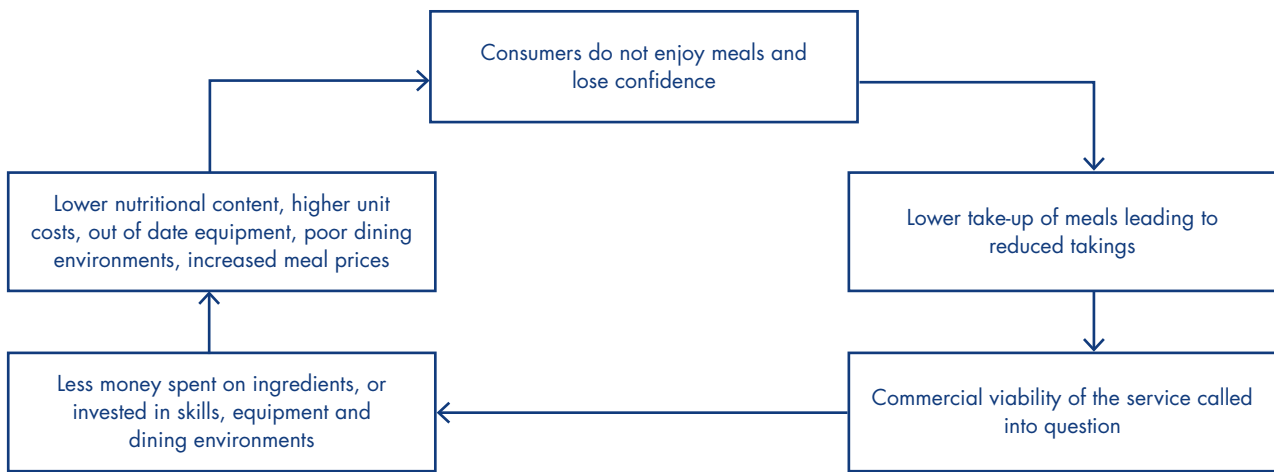 Consumers do not enjoy meals and
lose confidence
Lower nutritional content, higher unit
costs, out of date equipment, poor dining
environments, increased meal prices
Lower take-up of meals leading to
reduced takings
Less money spent on ingredients, or
invested in skills, equipment and
dining environments
Commercial viability of the service called
into question